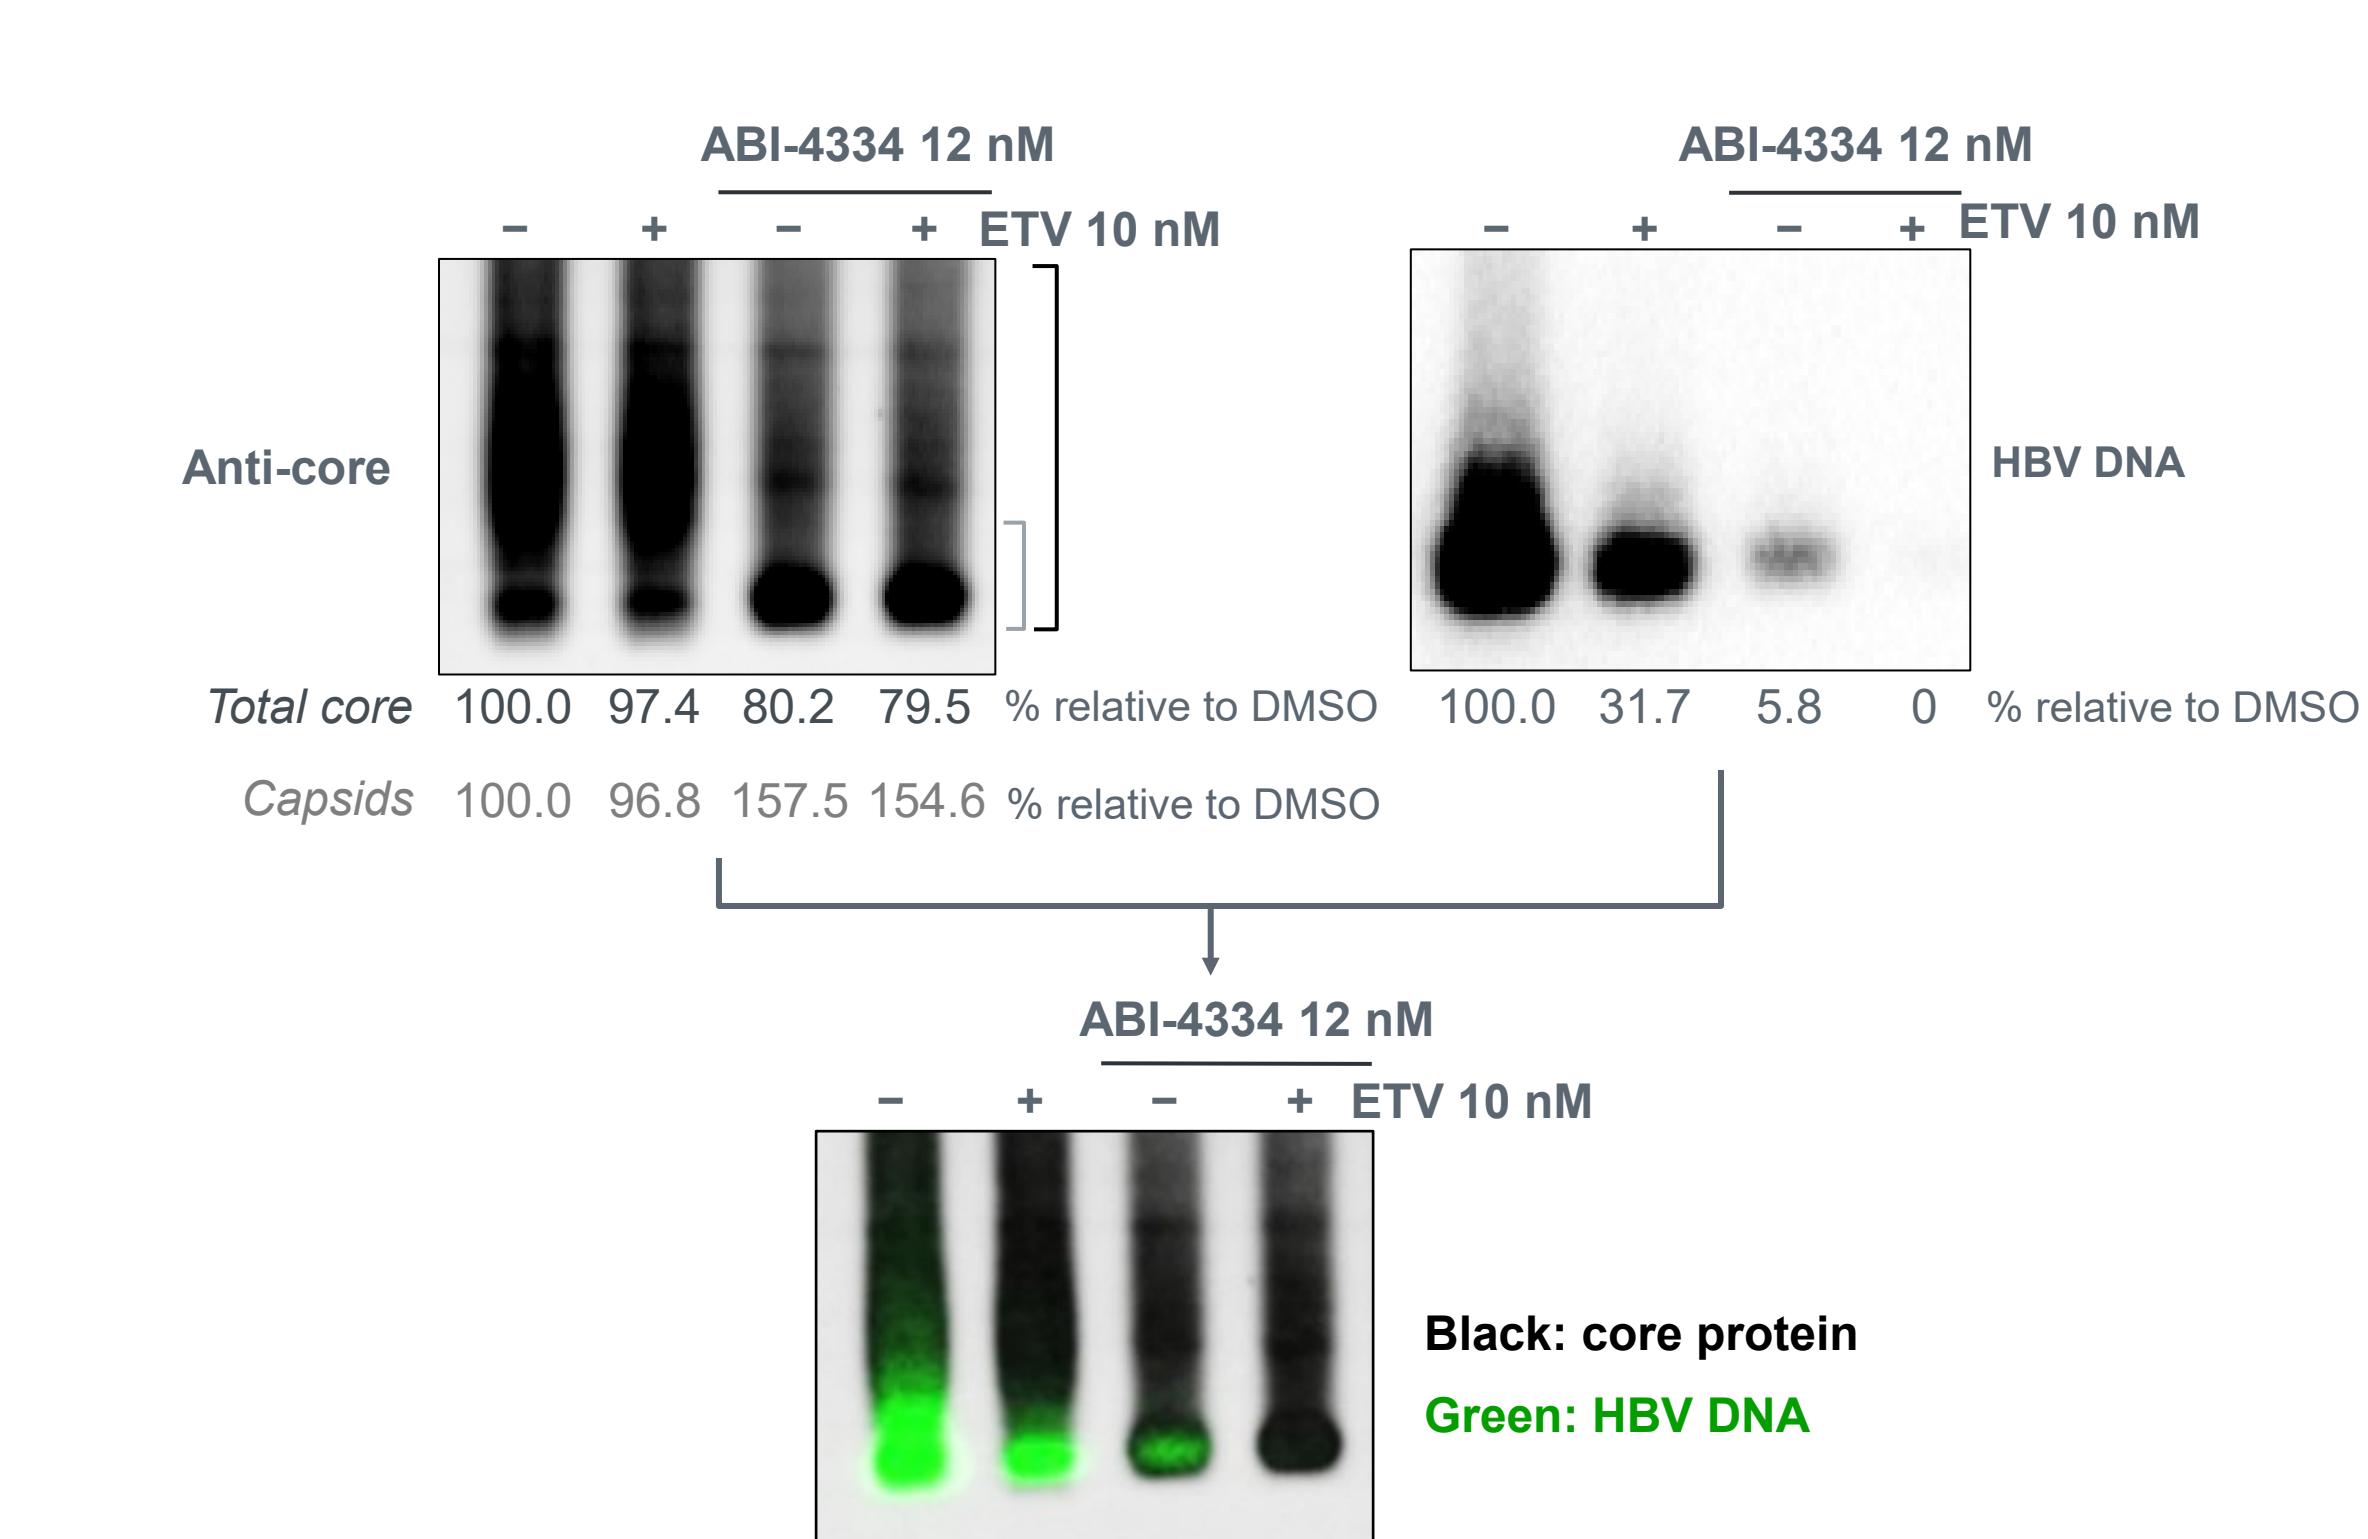 ABI-4334 12 nM
− + − + ETV 10 nM
Anti-core
Total core 100.0 97.4 80.2 79.5 % relative to DMSO
Capsids 100.0 96.8 157.5 154.6 % relative to DMSO
ABI-4334 12 nM
− + − + ETV 10 nM
HBV DNA
100.0 31.7 5.8 0 % relative to DMSO
ABI-4334 12 nM
− + − + ETV 10 nM
Black: core protein
Green: HBV DNA